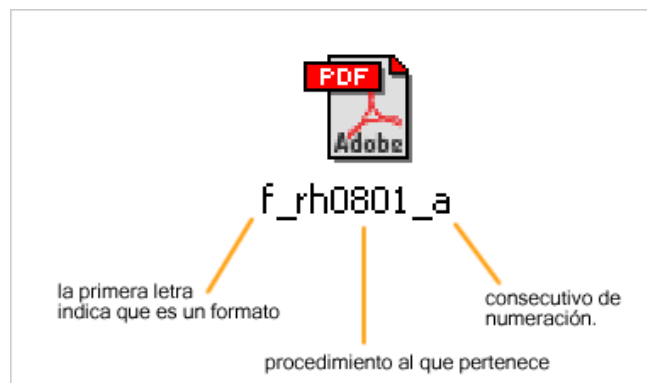 PDF
Adobe
f_rh0801_a
la primera letra
indica que es un formato
consecutivo de
numeración.
procedimiento al que pertenece